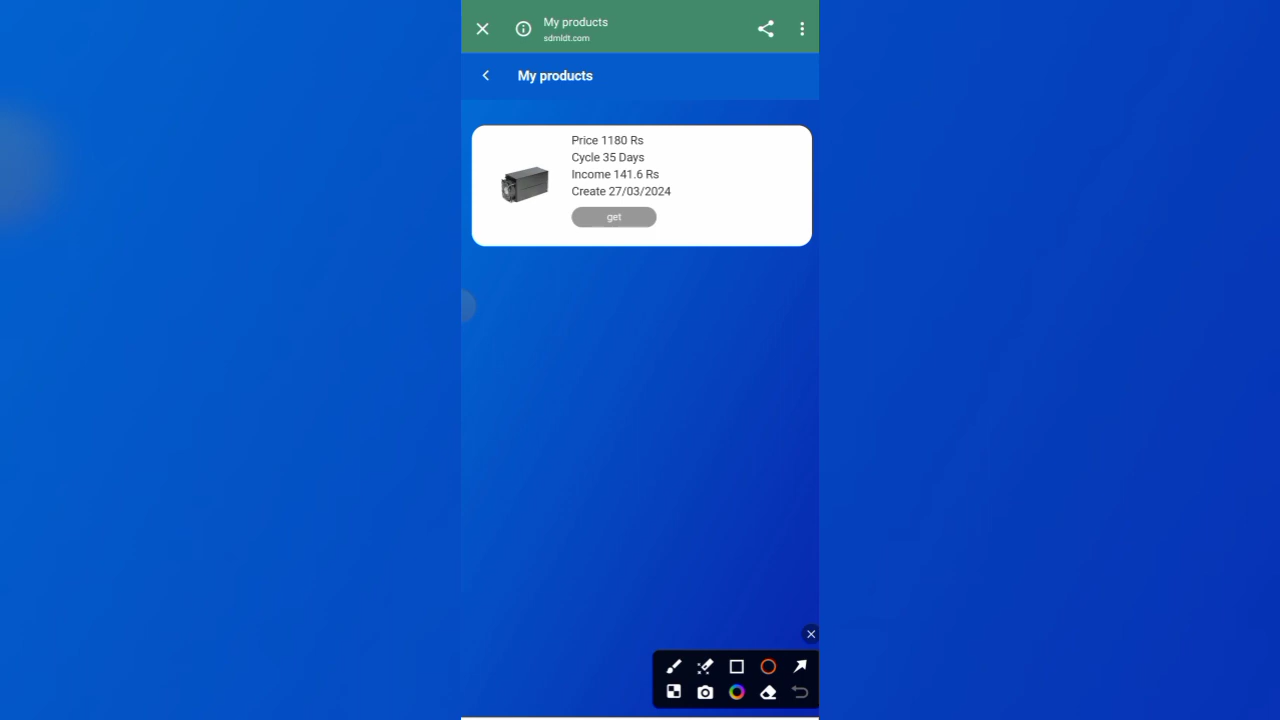 My products
sdmldt.com
My products
Price 1180 Rs
Cycle 35 Days
Income 141.6 Rs
Create 27/03/2024
get